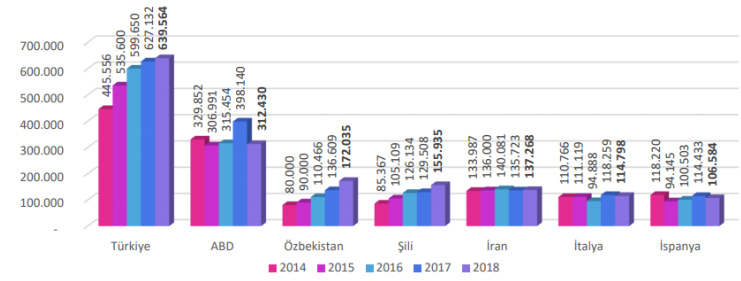 700.000
600.000
500.000
400.000
300.000
200.000
100.000
-
445.556 535.600 599.650 627.132 639.564
329.852 306.991 315.454 398.140 312.430
80.000 90.000 110.466 136.609 172.035
85.367 105.109 126.134 129.508 155.935
133.987 136.000 140.081 135.723 137.268
110.766 111.119 94.888 118.259 114.798
118.220 94.145 100.503 114.433 106.584
Türkiye ABD Özbekistan Şili İran İtalya İspanya
2014 2015 2016 2017 2018